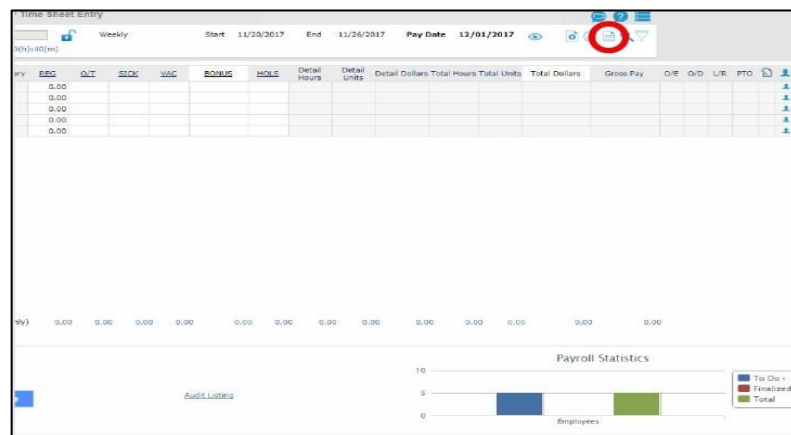 Time Sheet Entry
Weekly Start 11/20/2017 End 11/26/2017 Pay Date 12/01/2017
(h):40(m)
REG O/T SICK VAC BONUS HOLS Detail Hours Detail Units Detail Dollars Total Hours Total Units Total Dollars Gross Pay O/E O/D L/R PTO
0.00
0.00
0.00
0.00
0.00 0.00 0.00 0.00 0.00 0.00 0.00 0.00 0.00 0.00 0.00 0.00 0.00
Payroll Statistics
10
5
0
Employees
To Do
Finalized
Total
Audit Listing